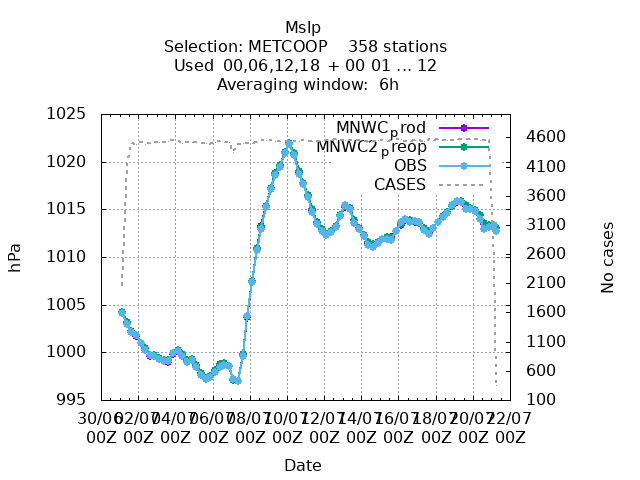 Mslp
Selection: METCOOP    358 stations
Used 00,06,12,18 + 00 01 ... 12
Averaging window:  6h
MNWCprod
MNWC2preop
OBS
CASES
1025
1020
1015
1010
1005
1000
995
hPa
4600
4100
3600
3100
2600
2100
1600
1100
600
100
No cases
30/06 02/07 04/07 06/07 08/07 10/07 12/07 14/07 16/07 18/07 20/07 22/07
00Z 00Z 00Z 00Z 00Z 00Z 00Z 00Z 00Z 00Z 00Z 00Z
Date